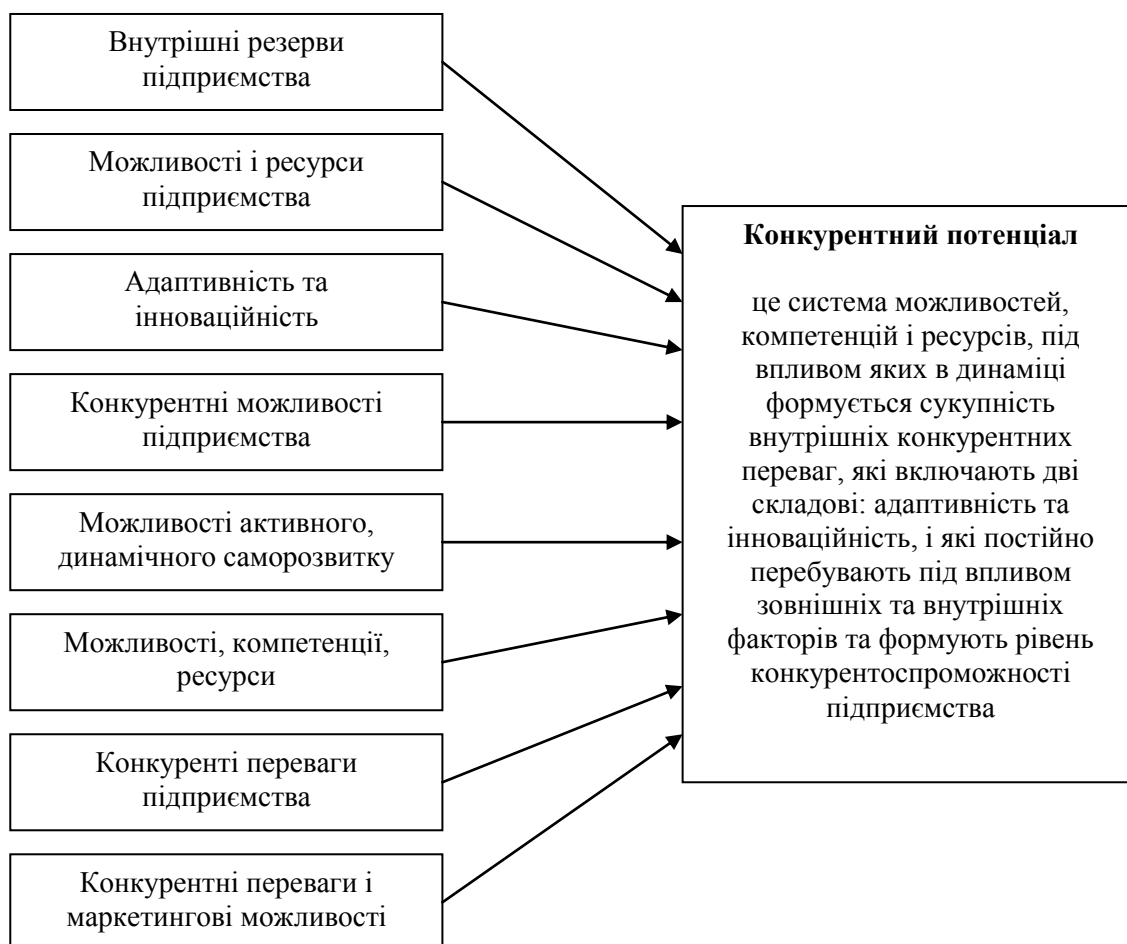 Внутрішні резерви
підприємства
Можливості і ресурси
підприємства
Адаптивність та
інноваційність
Конкурентні можливості
підприємства
Можливості активного,
динамічного саморозвитку
Можливості, компетенції,
ресурси
Конкуренті переваги
підприємства
Конкурентні переваги і
маркетингові можливості
Конкурентний потенціал
це система можливостей,
компетенцій і ресурсів, під
впливом яких в динаміці
формується сукупність
внутрішніх конкурентних
переваг, які включають дві
складові: адаптивність та
інноваційність, і які постійно
перебувають під впливом
зовнішніх та внутрішніх
факторів та формують рівень
конкурентоспроможності
підприємства